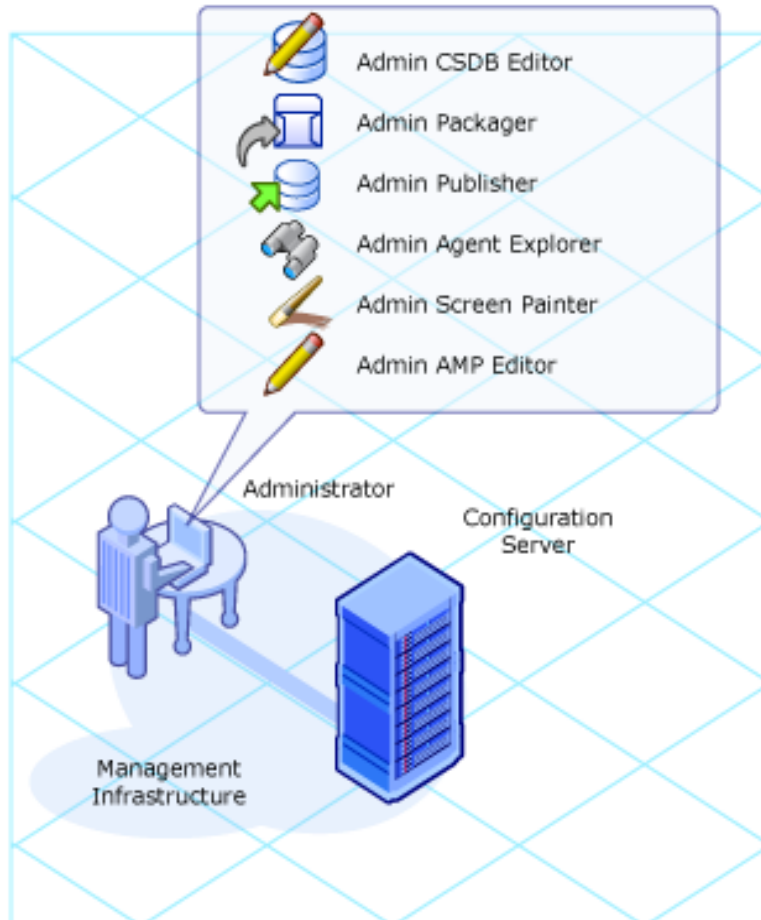 Admin CSDB Editor
Admin Packager
Admin Publisher
Admin Agent Explorer
Admin Screen Painter
Admin AMP Editor
Administrator
Configuration
Server
Management
Infrastructure